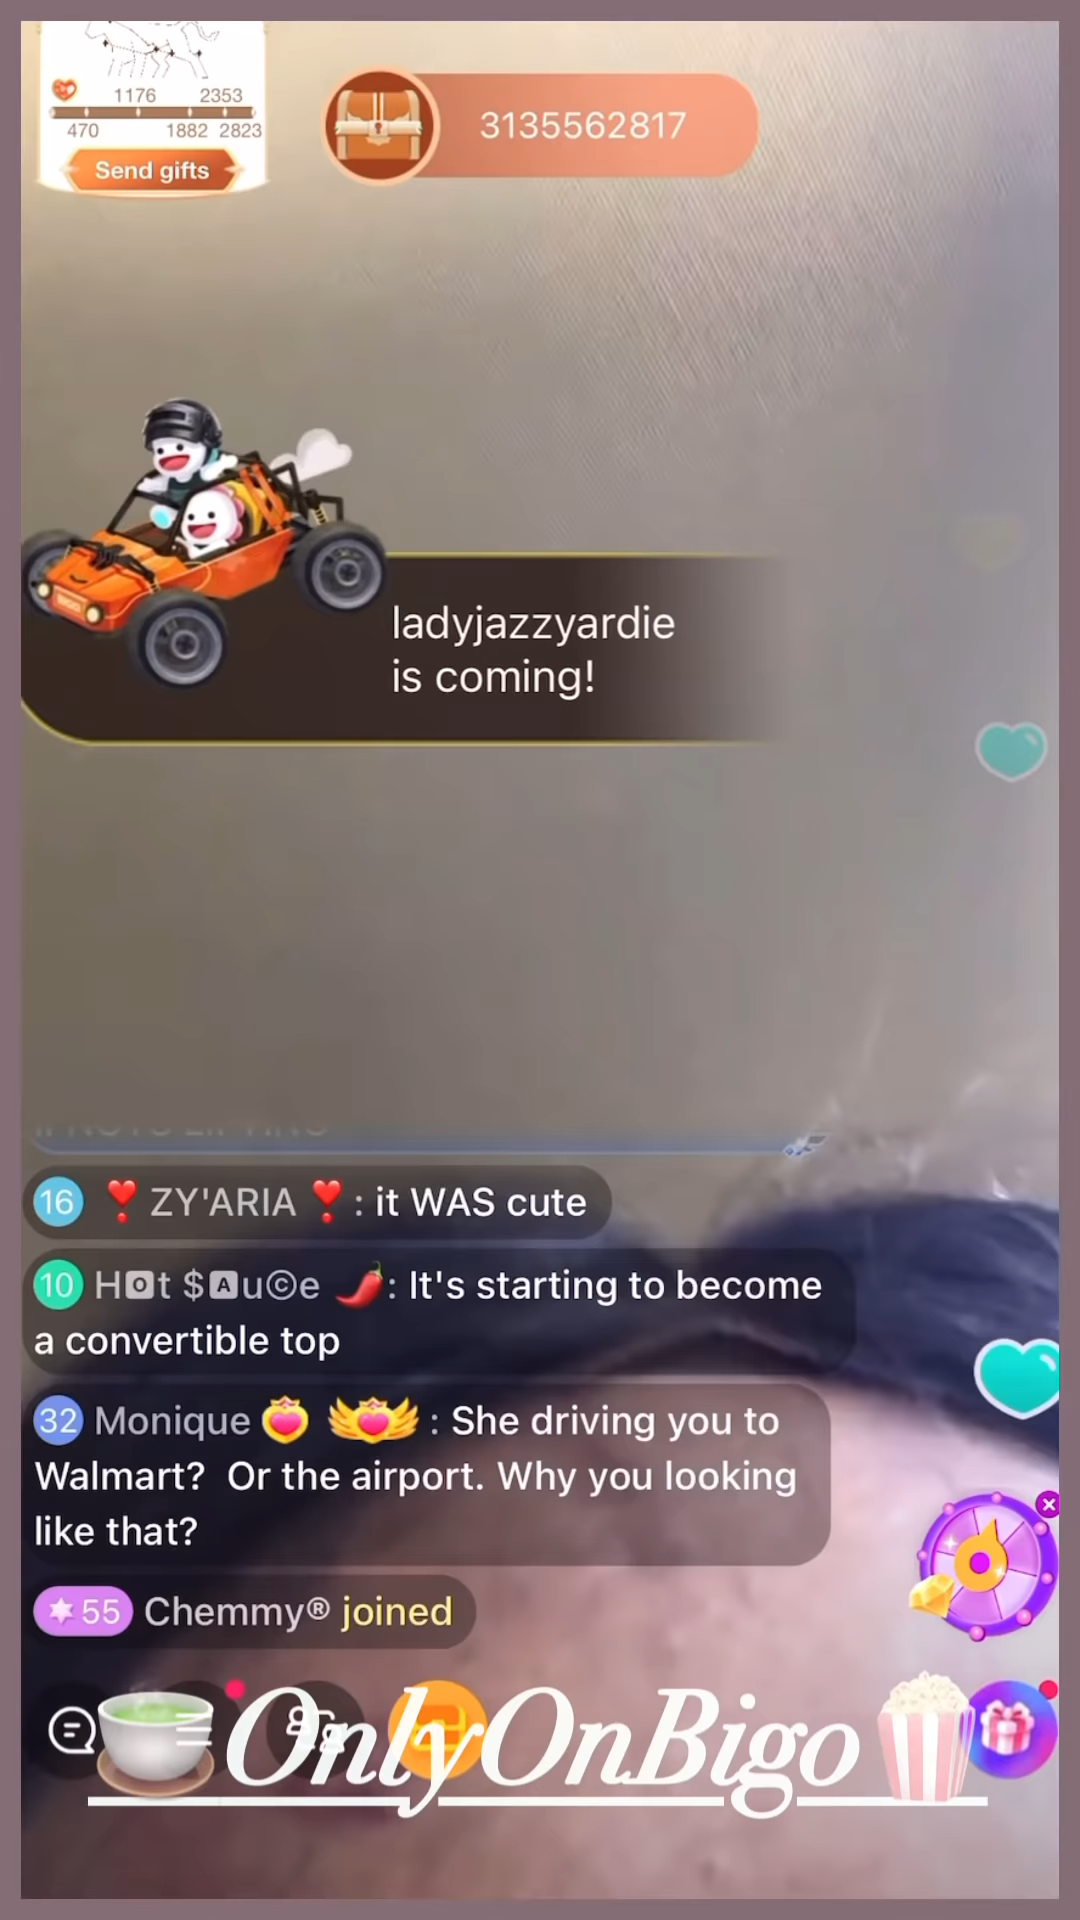 1176 2353
470 1882 2823
Send gifts
3135562817
BIGO
ladyjazzyardie
is coming!
16 ❣️ ZY'ARIA ❣️ : it WAS cute
10 H🅾t $🅰u©e 🌶️: It's starting to become
a convertible top
32 Monique : She driving you to
Walmart?  Or the airport. Why you looking
like that?
55 Chemmy® joined
🍵OnlyOnBigo🍿